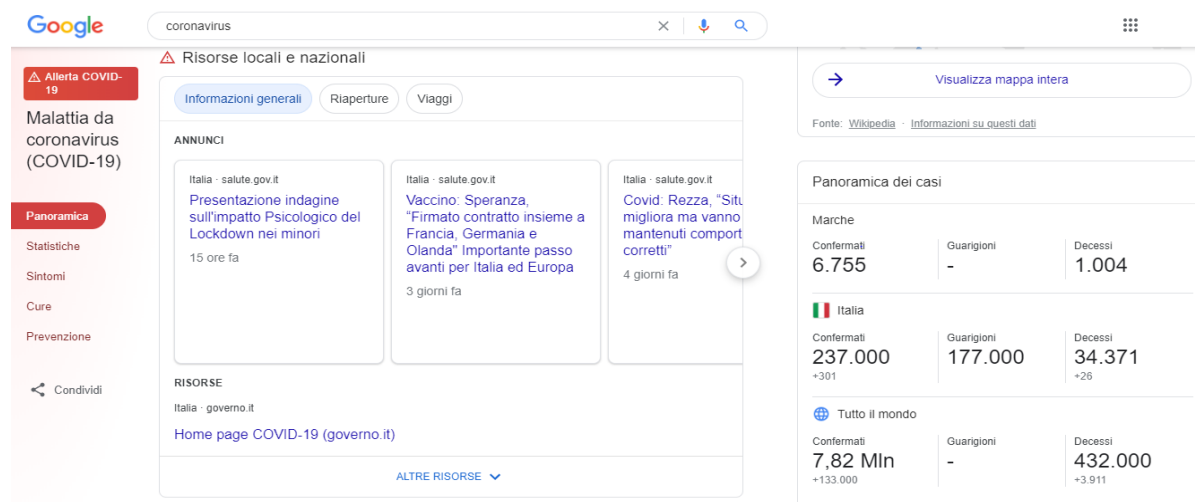 Google
coronavirus
Allerta COVID-
19
Malattia da
coronavirus
(COVID-19)
Panoramica
Statistiche
Sintomi
Cure
Prevenzione
Condividi
Risorse locali e nazionali
Informazioni generali
Riaperture
Viaggi
ANNUNCI
Italia · salute.gov.it
Presentazione indagine
sull'impatto Psicologico del
Lockdown nei minori
15 ore fa
Italia · salute.gov.it
Vaccino: Speranza,
“Firmato contratto insieme a
Francia, Germania e
Olanda” Importante passo
avanti per Italia ed Europa
3 giorni fa
Italia · salute.gov.it
Covid: Rezza, “Situ
migliora ma vanno
mantenuti comport
corretti”
4 giorni fa
RISORSE
Italia · governo.it
Home page COVID-19 (governo.it)
ALTRE RISORSE
Visualizza mappa intera
Fonte: Wikipedia · Informazioni su questi dati
Panoramica dei casi
Marche
Confermati Guarigioni Decessi
6.755 - 1.004
Italia
Confermati Guarigioni Decessi
237.000 177.000 34.371
+301 +26
Tutto il mondo
Confermati Guarigioni Decessi
7,82 Mln - 432.000
+133.000 +3.911